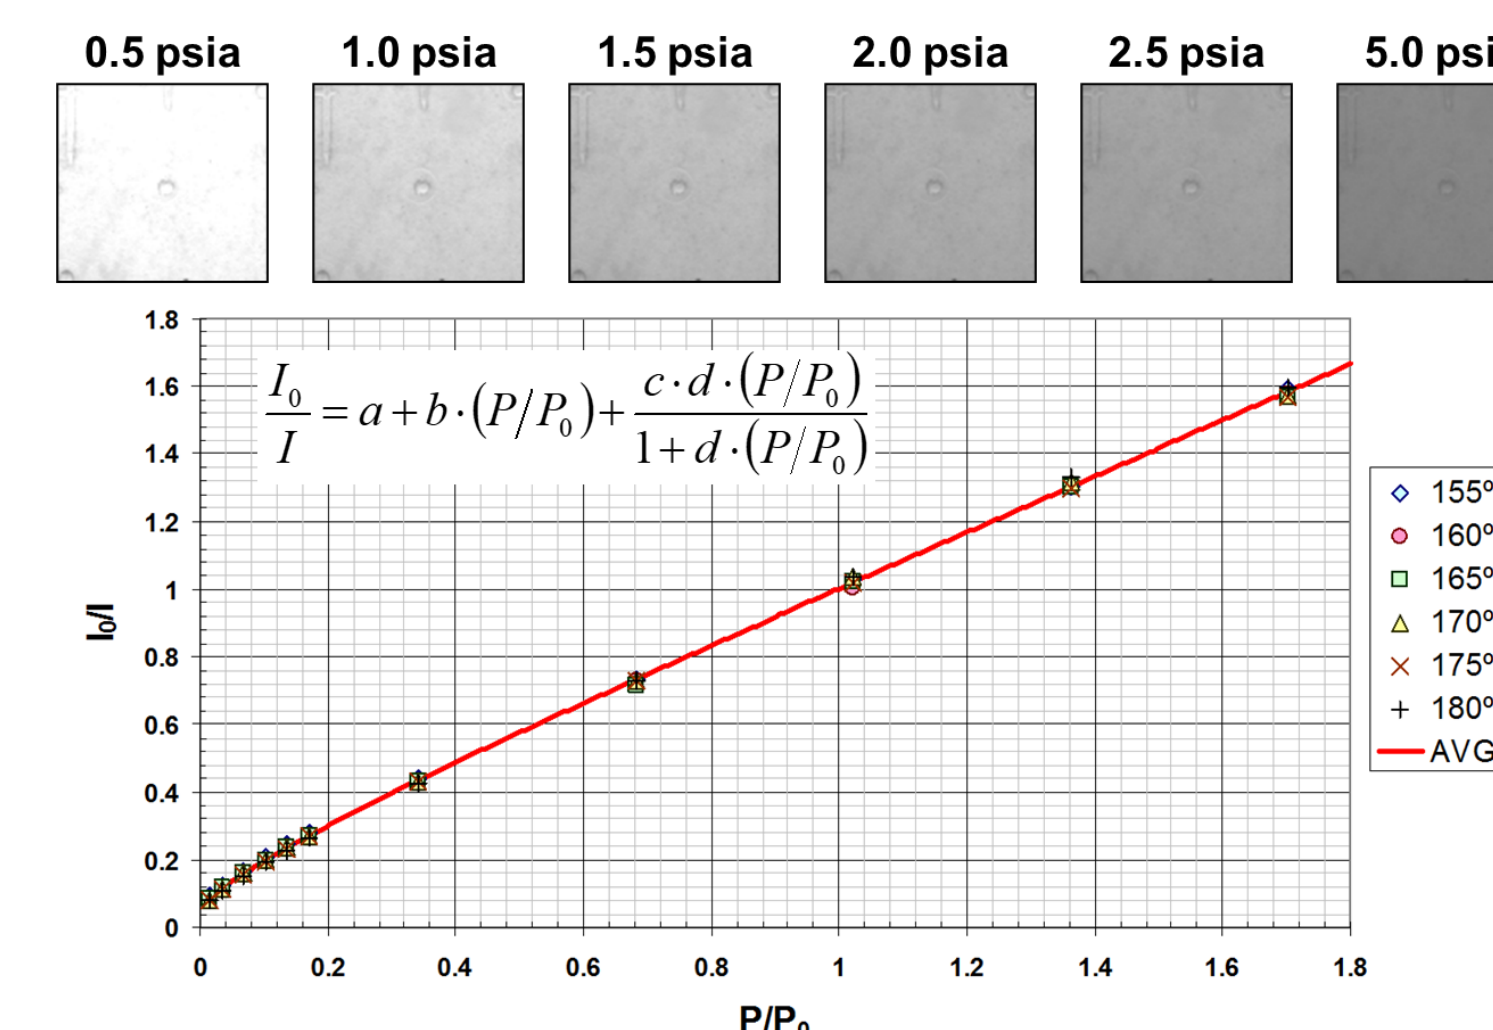 0.5 psia 1.0 psia 1.5 psia 2.0 psia 2.5 psia 5.0 psi
I₀/I = a + b·(P/P₀) + c·d·(P/P₀) / 1 + d·(P/P₀)
1.8
1.6
1.4
1.2
1
0.8
0.6
0.4
0.2
0
I₀/I
0 0.2 0.4 0.6 0.8 1 1.2 1.4 1.6 1.8
P/P₀
155º
160º
165º
170º
175º
180º
AVG